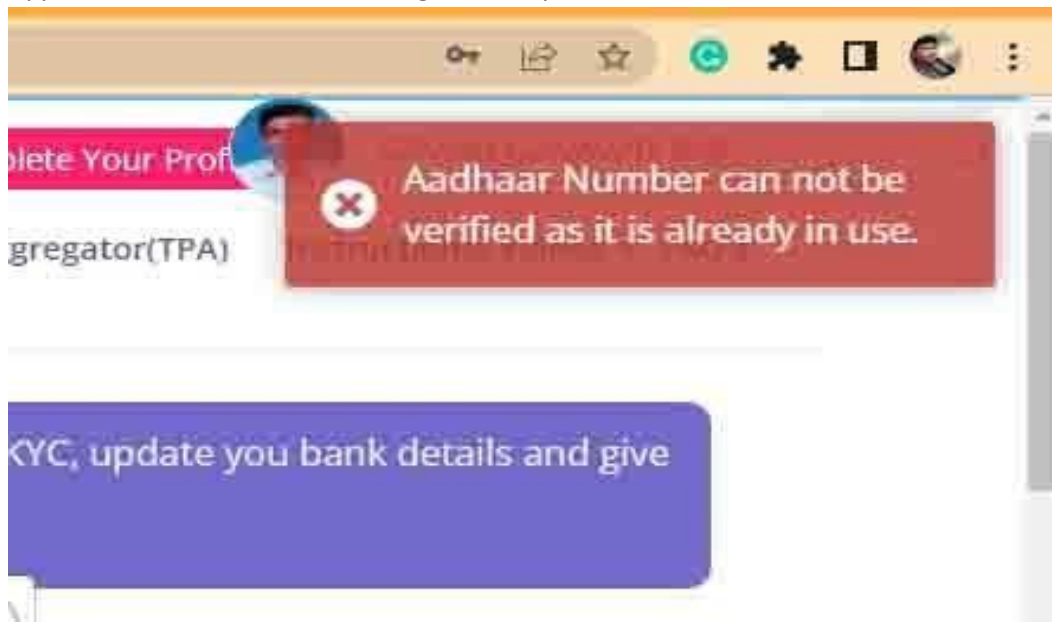 plete Your Prof
Aadhaar Number can not be
verified as it is already in use.
gregator(TPA)
KYC, update you bank details and give